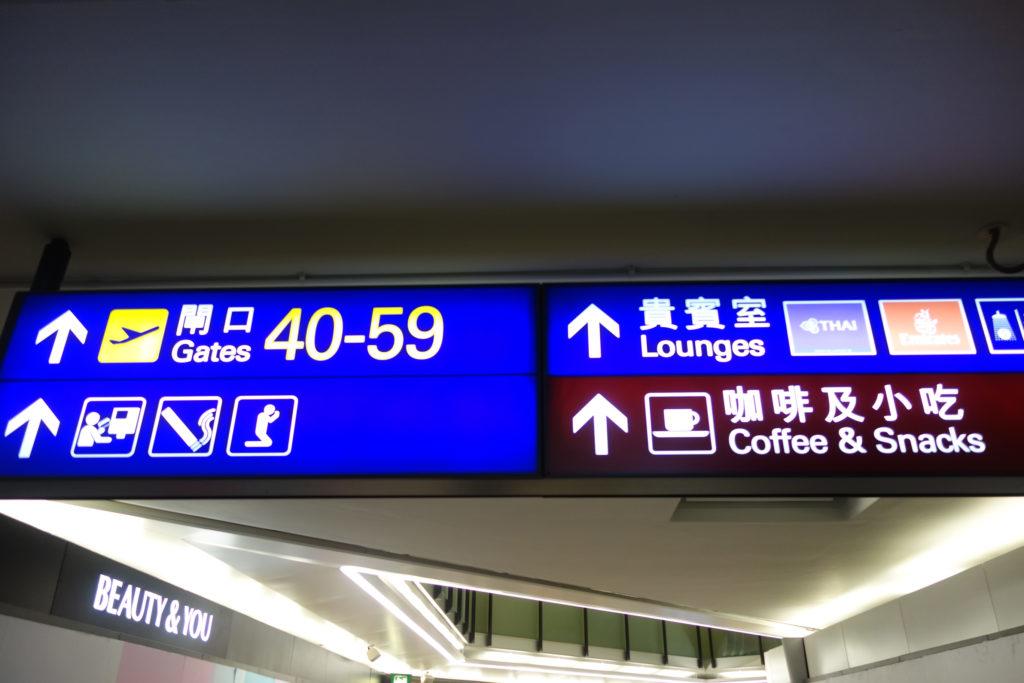 閘口 40-59
Gates
貴賓室
Lounges
THAI
Emirates
咖啡及小吃
Coffee & Snacks
BEAUTY & YOU